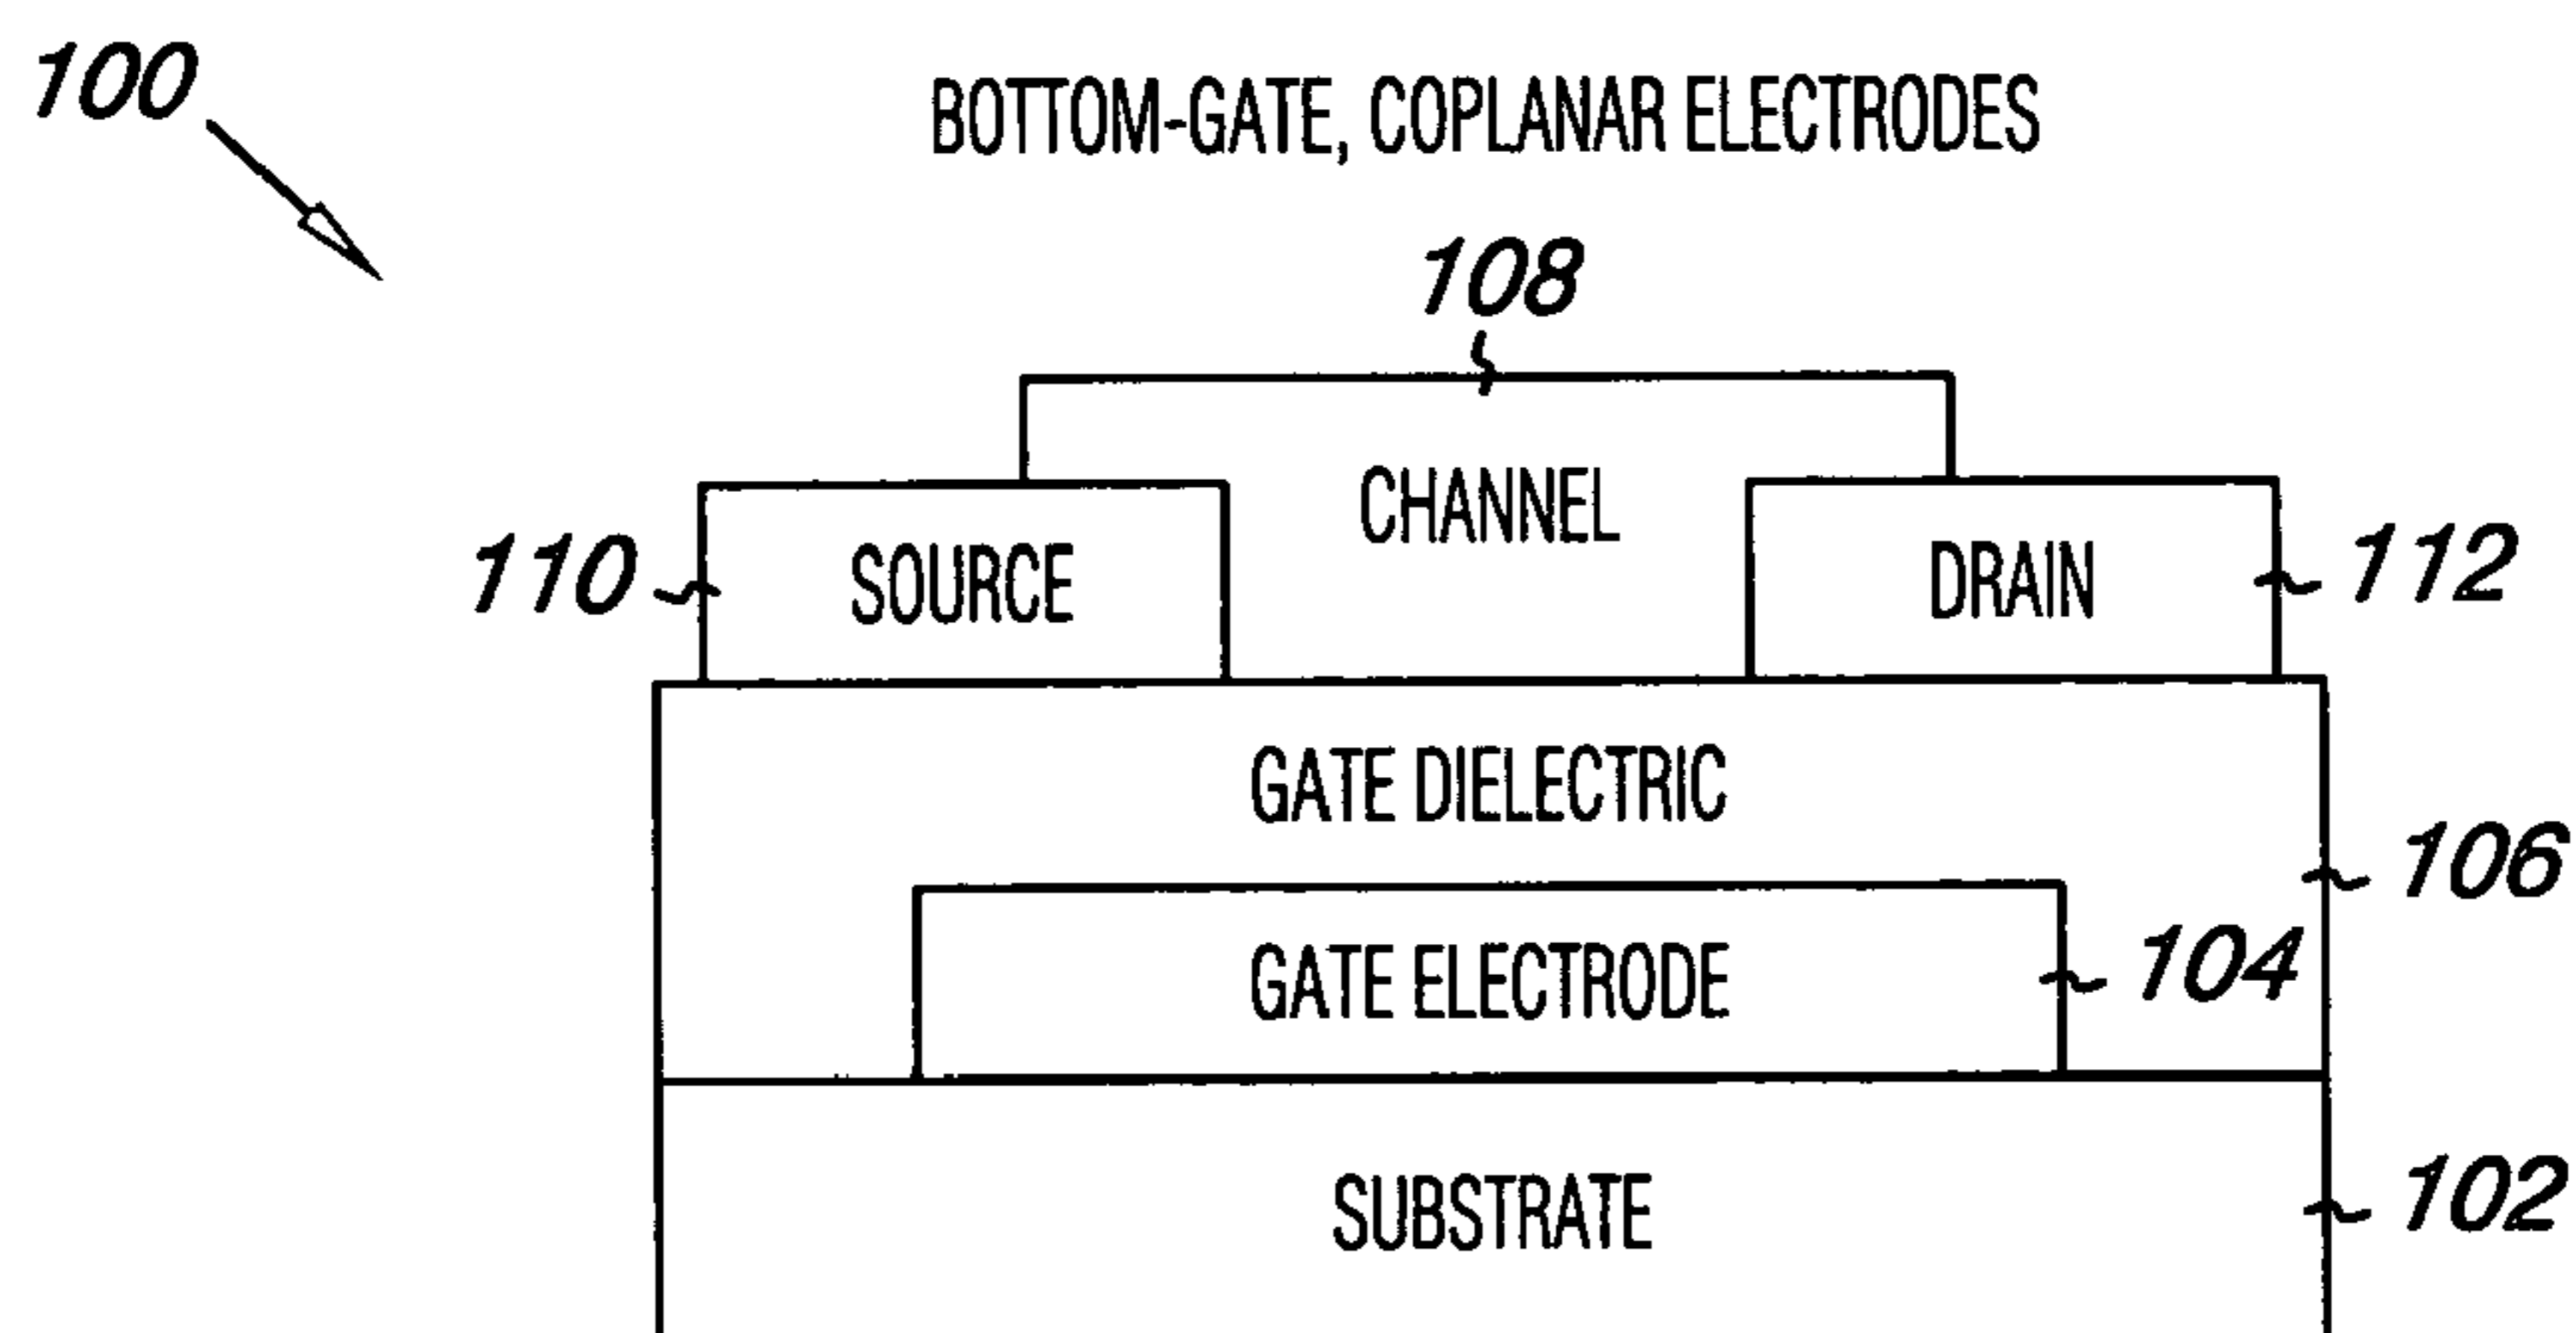 100
BOTTOM-GATE, COPLANAR ELECTRODES
108
CHANNEL
110
SOURCE
DRAIN
112
GATE DIELECTRIC
106
GATE ELECTRODE
104
SUBSTRATE
102